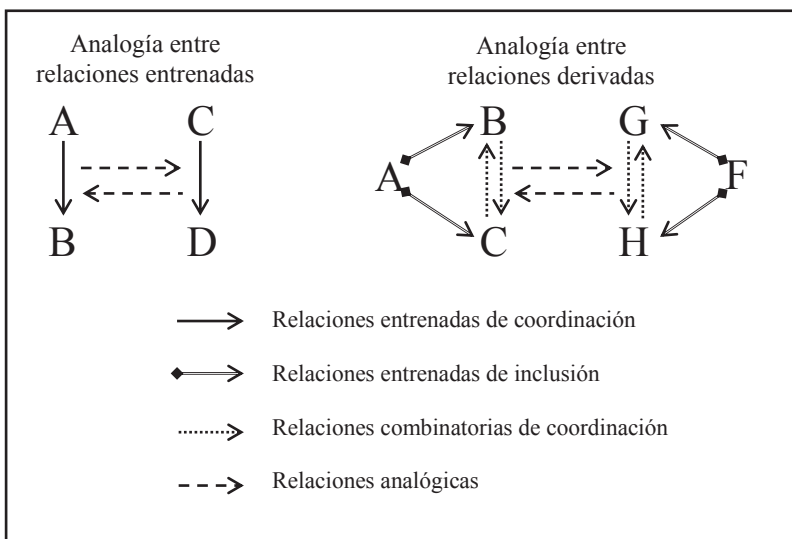 Analogía entre
relaciones entrenadas
A C
B D
Analogía entre
relaciones derivadas
B G
A F
C H
Relaciones entrenadas de coordinación
Relaciones entrenadas de inclusión
Relaciones combinatorias de coordinación
Relaciones analógicas